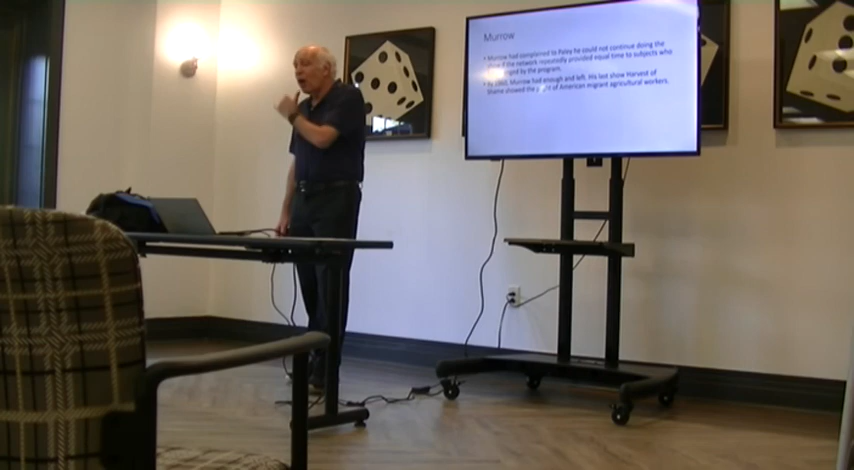 Murrow
• Murrow had complained to Paley he could not continue doing the
show if the network repeatedly provided equal time to subjects who
by the program.
• By 1960, Murrow had enough and left. His last show Harvest of
Shame showed the of American migrant agricultural workers.